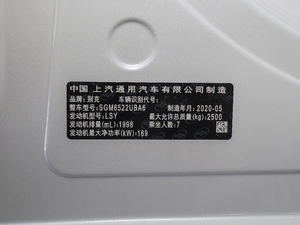 中国上汽通用汽车有限公司制造
品牌:别克 车辆识别代号:
整车型号:SGM6522UBA6 制造年月:2020-05
发动机型号:LSY 最大允许总质量(kg):2500
发动机排量(mL):1998 乘坐人数:7
发动机最大净功率(kW):169